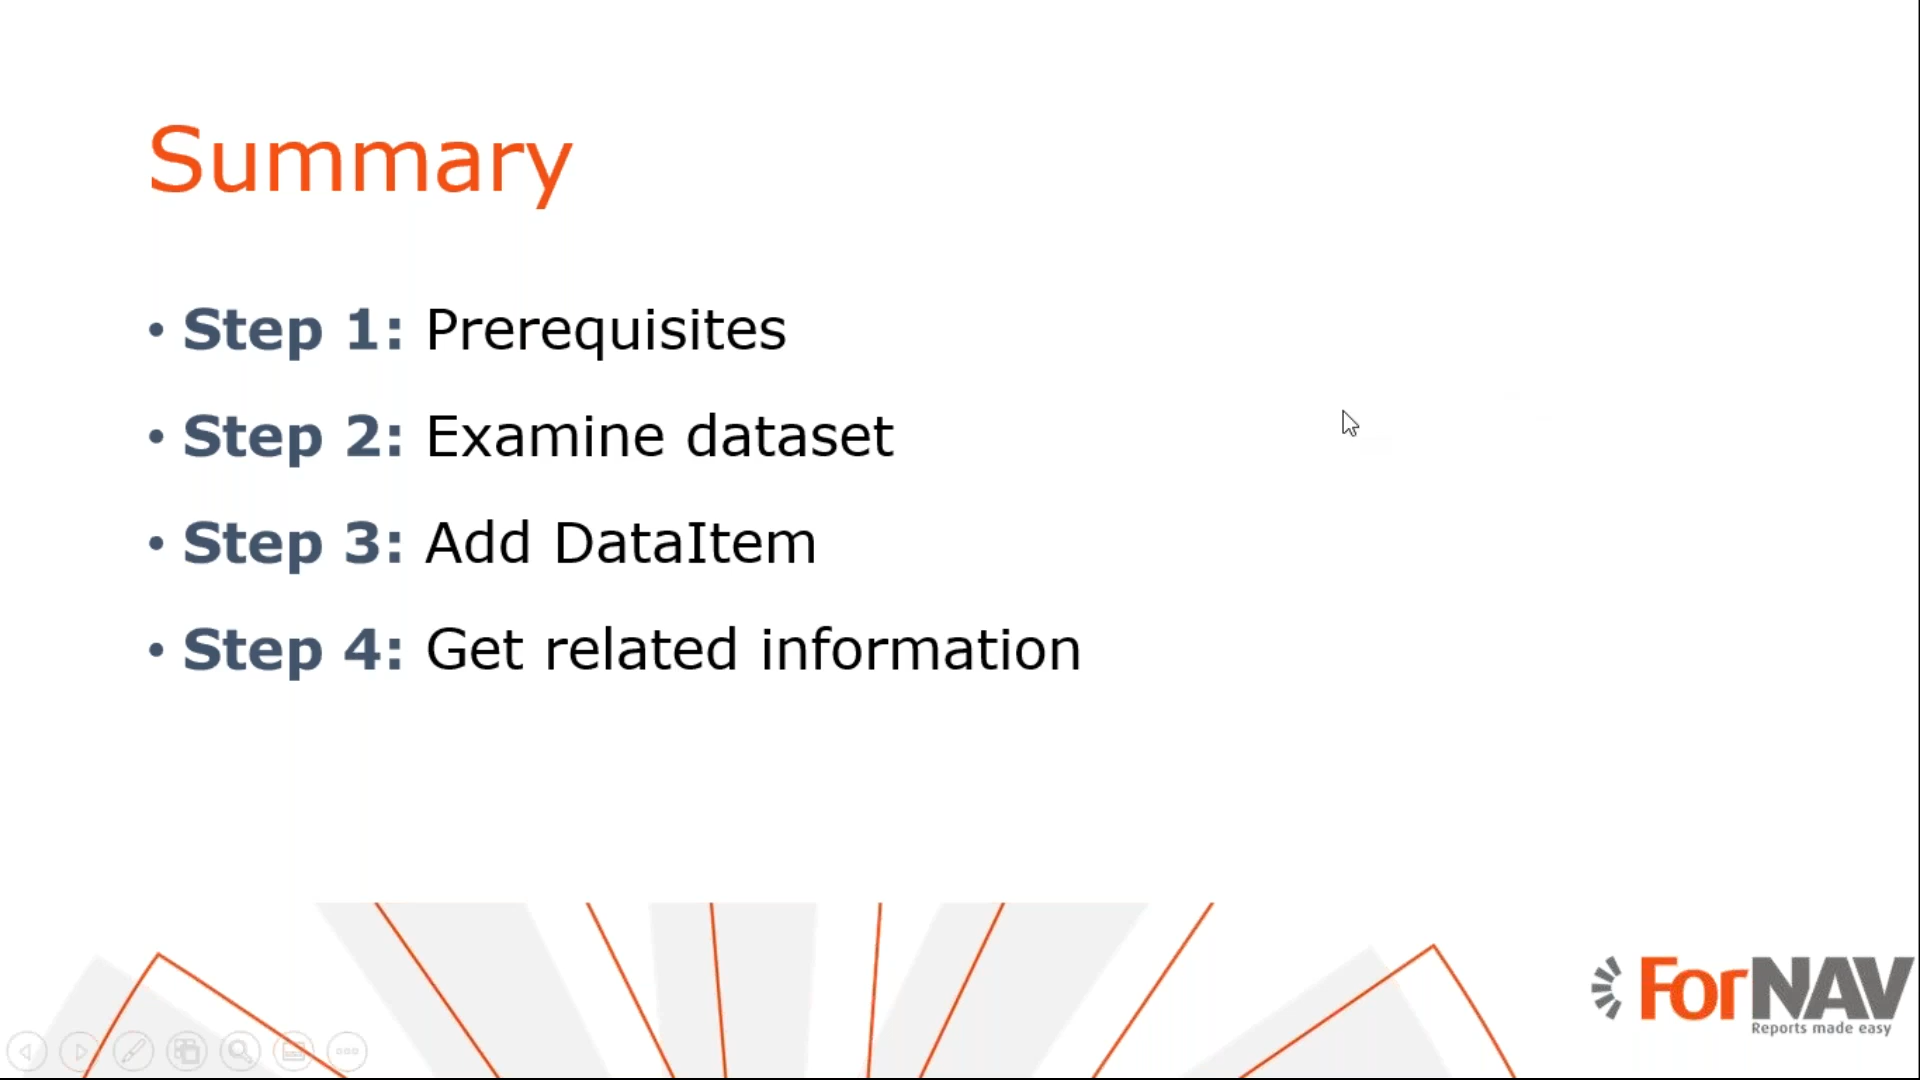 Summary
• Step 1: Prerequisites
• Step 2: Examine dataset
• Step 3: Add DataItem
• Step 4: Get related information
ForNAV
Reports made easy